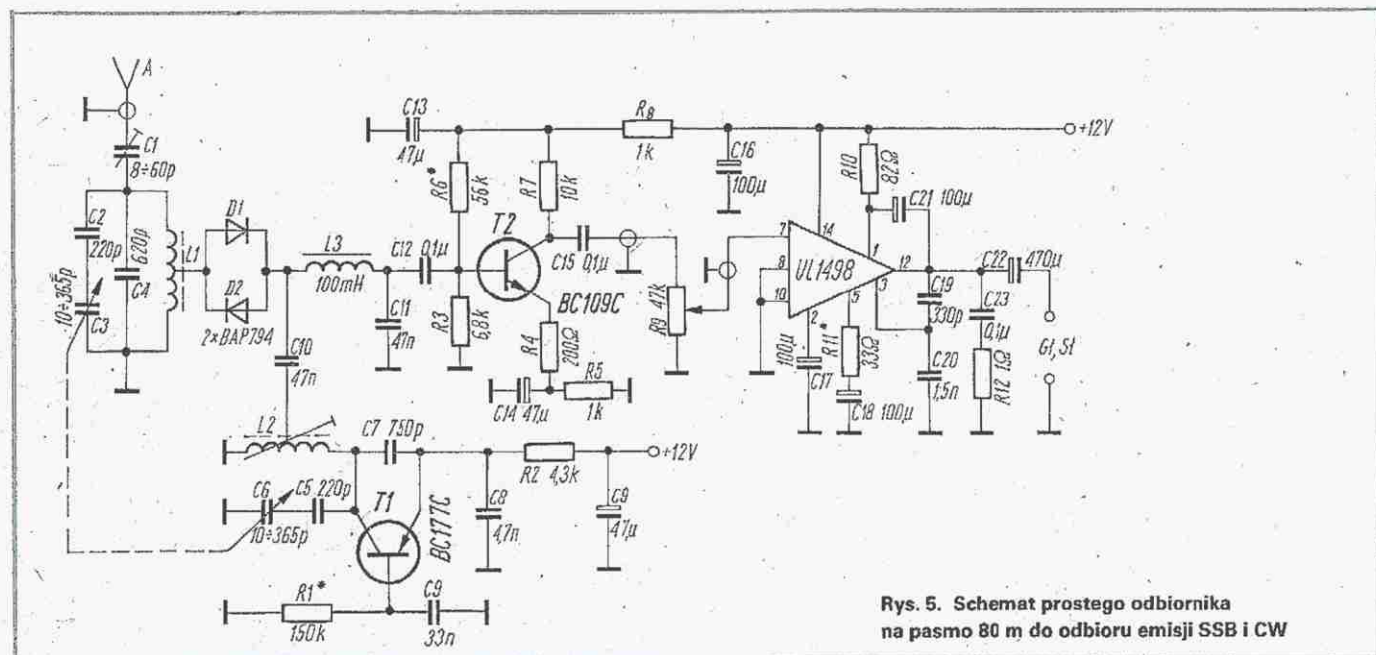 A
C1
8÷60p
C2
220p
C3
10÷365p
C4
620p
L1
D1
D2
2×BAP794
L3
100mH
C10
47n
C11
47n
C12
0,1µ
C13
47µ
R6*
56k
R3
6,8k
R7
10k
R8
1k
T2
BC109C
R4
200Ω
C14 47µ
R5
1k
C15
0,1µ
R9 47k
C16
100µ
+12V
R10
82Ω
C21 100µ
7
8
10
14
1
12
3
5
2
UL1498
100µ
C17
R11*
33Ω
C18 100µ
C19
330p
C20
1,5n
C22 470µ
C23
0,1µ
R12 1Ω
Gł, Sł
L2
C7 750p
C6
C5 220p
10÷365p
T1
BC177C
C8
4,7n
R2 4,3k
+12V
C9
47µ
R1*
150k
C9
33n
Rys. 5. Schemat prostego odbiornika
na pasmo 80 m do odbioru emisji SSB i CW